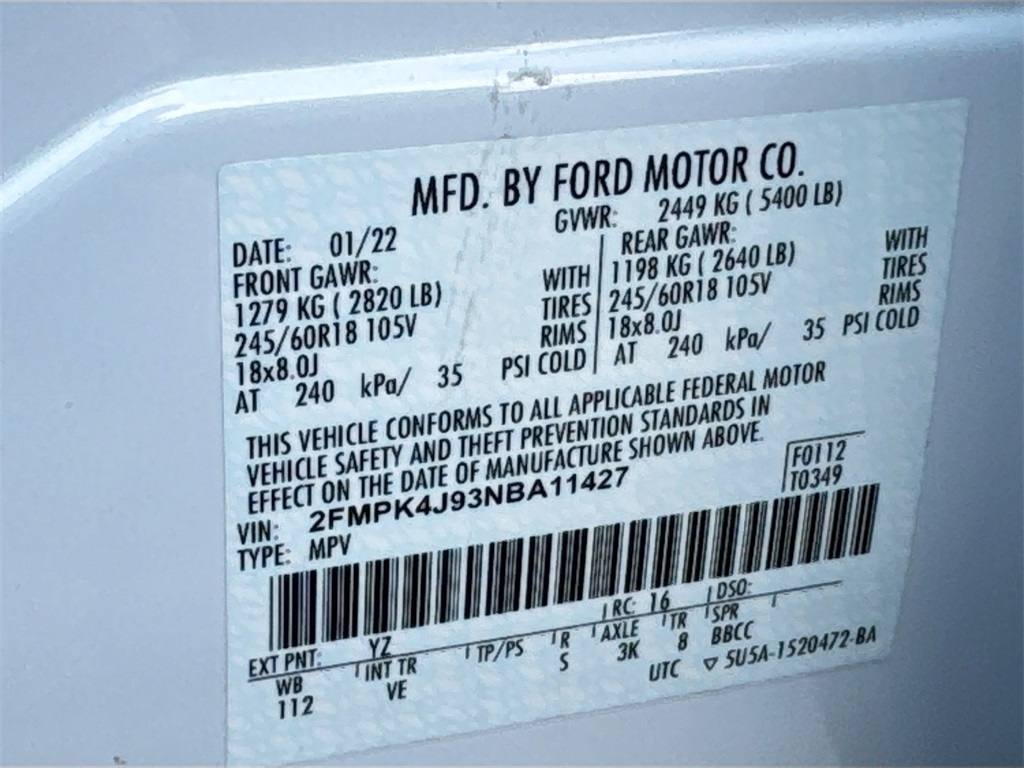 MFD. BY FORD MOTOR CO.
DATE: 01/22 GVWR: 2449 KG ( 5400 LB)
FRONT GAWR: REAR GAWR:
1279 KG ( 2820 LB) WITH 1198 KG ( 2640 LB) WITH
245/60R18 105V TIRES 245/60R18 105V TIRES
18x8.0J RIMS 18x8.0J RIMS
AT 240 kPa/ 35 PSI COLD AT 240 kPa/ 35 PSI COLD
THIS VEHICLE CONFORMS TO ALL APPLICABLE FEDERAL MOTOR
VEHICLE SAFETY AND THEFT PREVENTION STANDARDS IN
EFFECT ON THE DATE OF MANUFACTURE SHOWN ABOVE.
VIN: 2FMPK4J93NBA11427 F0112
TYPE: MPV T0349
EXT PNT: YZ RC: 16 DSO:
WB INT TR TP/PS R AXLE TR SPR
112 VE S 3K 8 BBCC
UTC ▽ 5U5A-1520472-BA